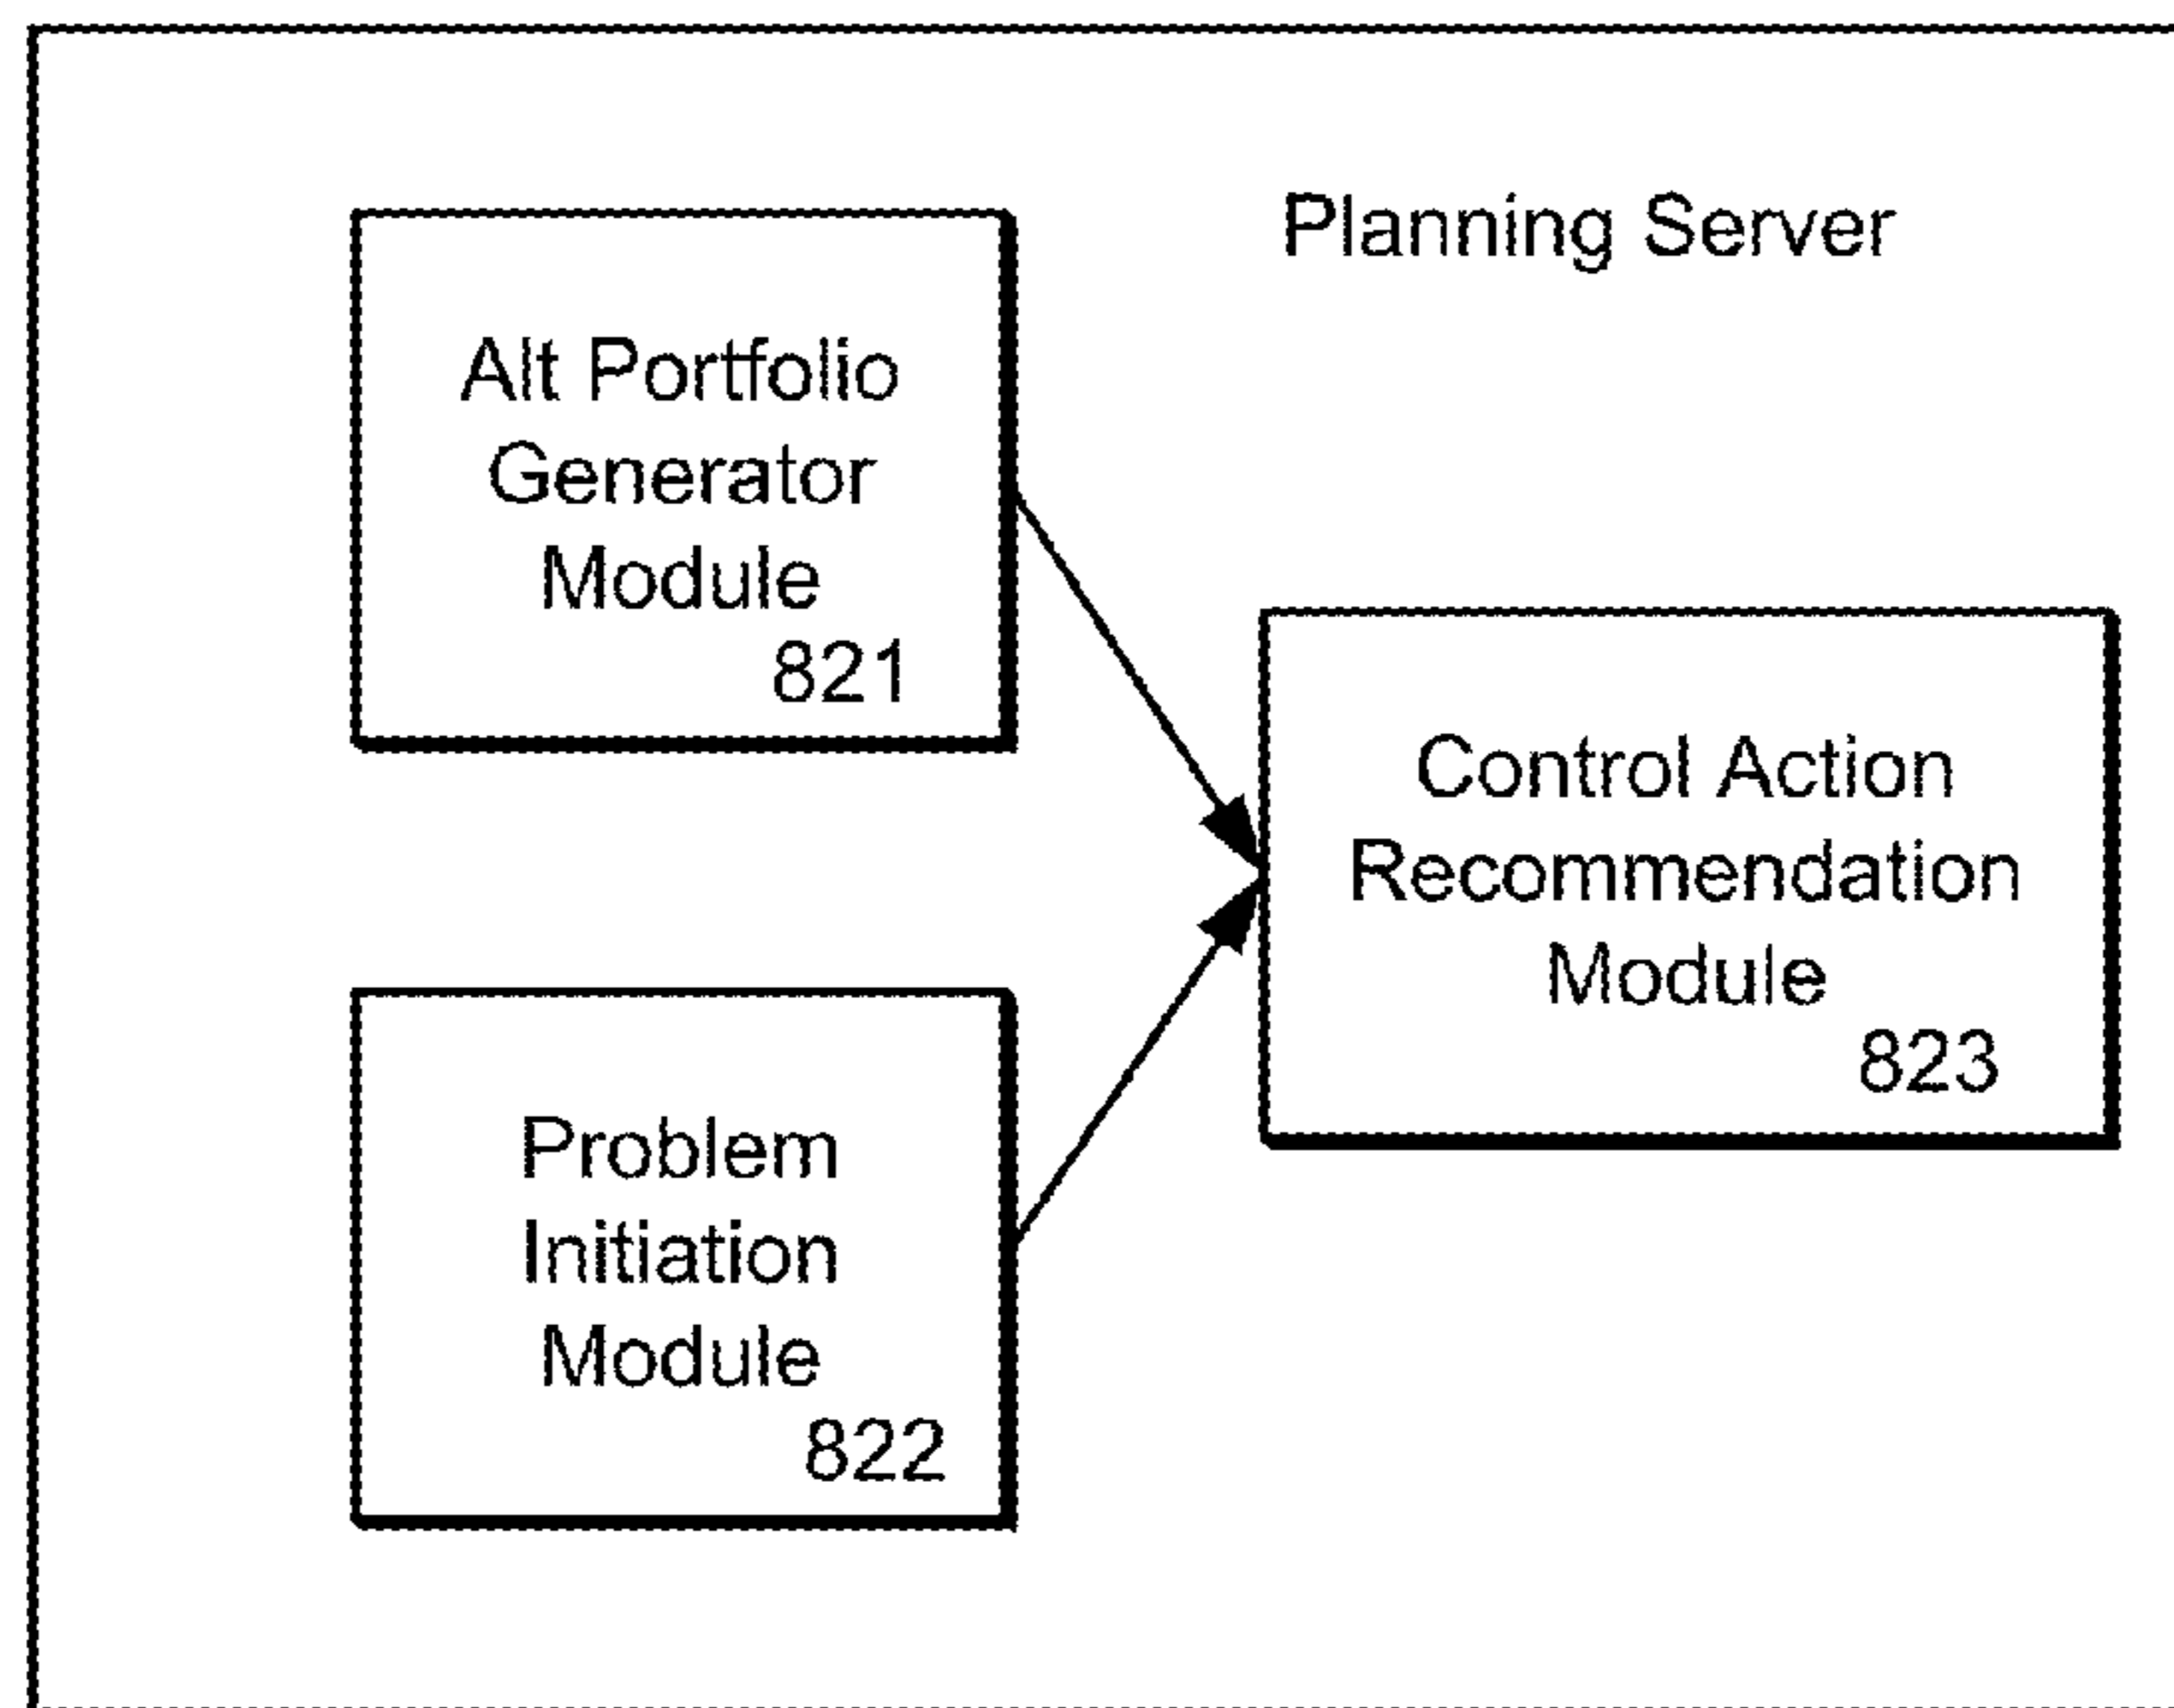 Planning Server
Alt Portfolio
Generator
Module
821
Control Action
Recommendation
Module
823
Problem
Initiation
Module
822